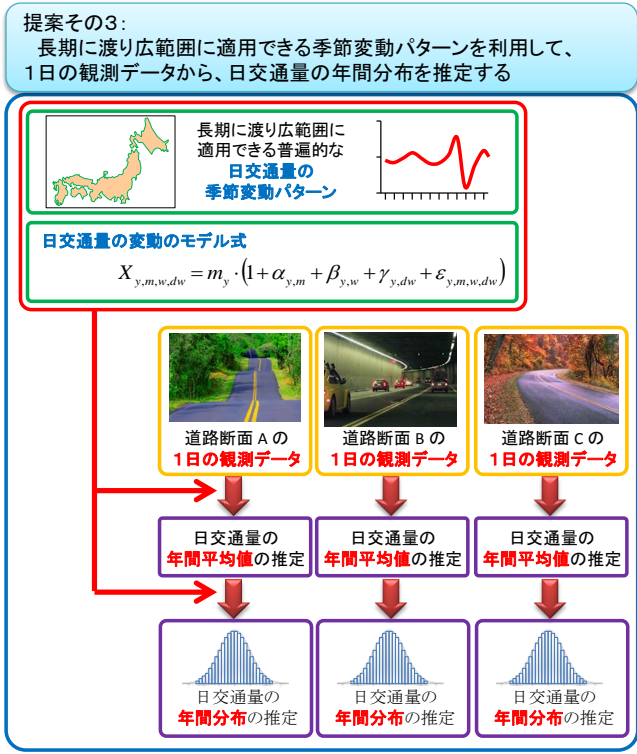 提案その３：
長期に渡り広範囲に適用できる季節変動パターンを利用して、
１日の観測データから、日交通量の年間分布を推定する
長期に渡り広範囲に
適用できる普遍的な
日交通量の
季節変動パターン
日交通量の変動のモデル式
X_{y,m,w,dw} = m_y · (1 + α_{y,m} + β_{y,w} + γ_{y,dw} + ε_{y,m,w,dw})
道路断面 A の
１日の観測データ
道路断面 B の
１日の観測データ
道路断面 C の
１日の観測データ
日交通量の
年間平均値の推定
日交通量の
年間平均値の推定
日交通量の
年間平均値の推定
日交通量の
年間分布の推定
日交通量の
年間分布の推定
日交通量の
年間分布の推定